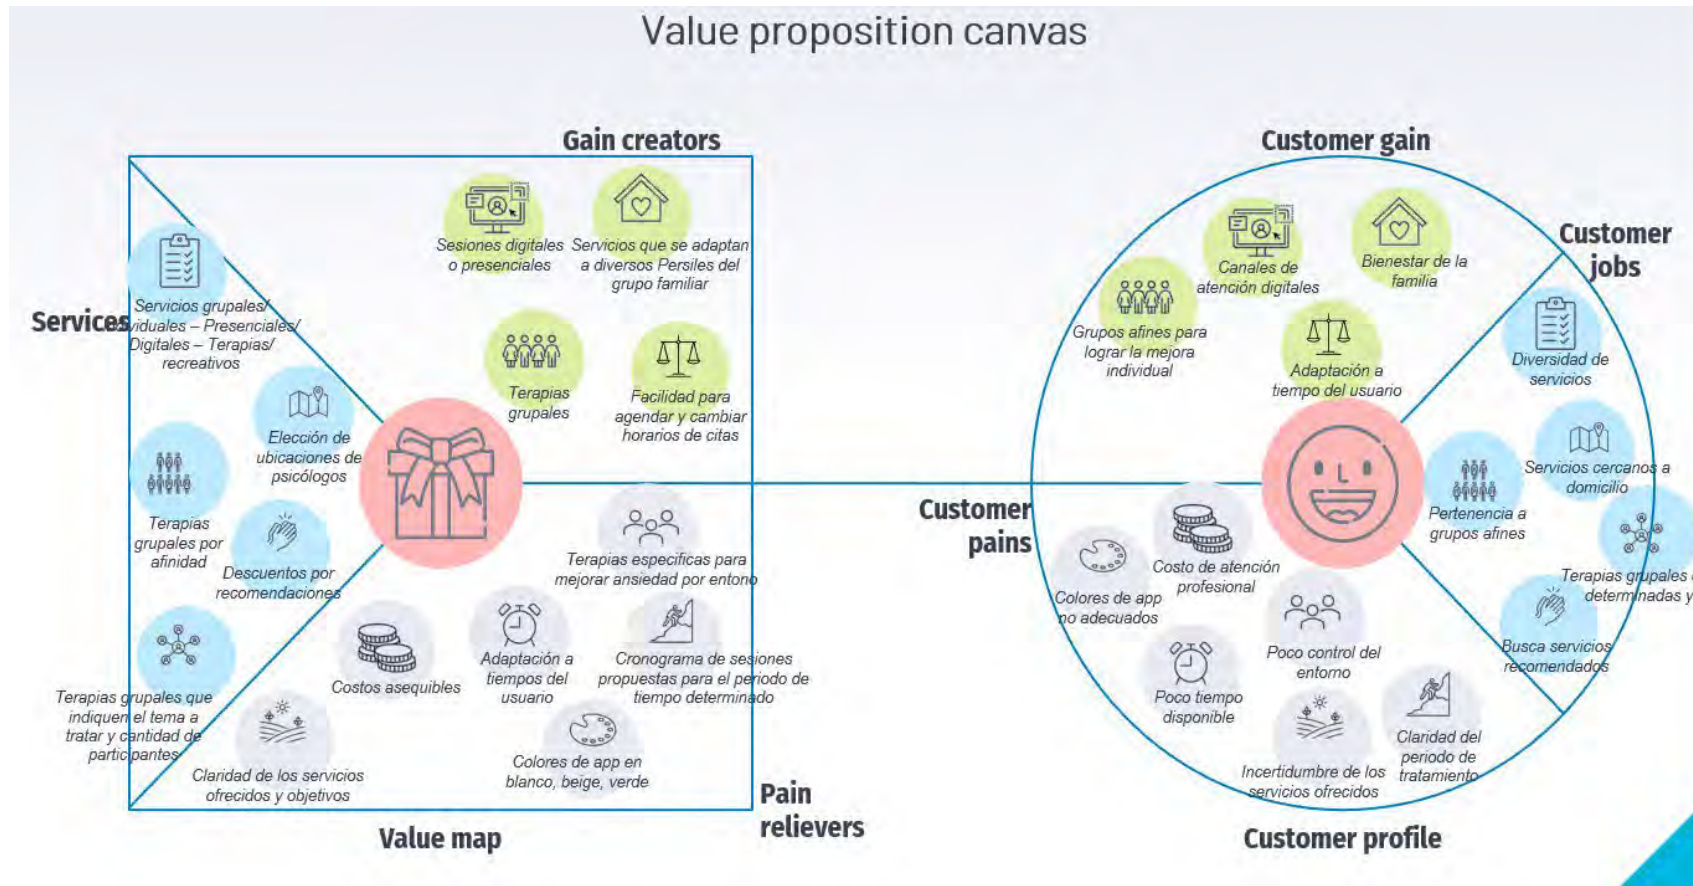 Value proposition canvas
Gain creators
Sesiones digitales
o presenciales
Servicios que se adaptan
a diversos Persiles del
grupo familiar
Terapias
grupales
Facilidad para
agendar y cambiar
horarios de citas
Services
Servicios grupales/
ividuales – Presenciales/
Digitales – Terapias/
recreativos
Elección de
ubicaciones de
psicólogos
Terapias
grupales por
afinidad
Descuentos por
recomendaciones
Terapias grupales que
indiquen el tema a
tratar y cantidad de
participantes
Terapias especificas para
mejorar ansiedad por entono
Costos asequibles
Adaptación a
tiempos del
usuario
Cronograma de sesiones
propuestas para el periodo de
tiempo determinado
Claridad de los servicios
ofrecidos y objetivos
Colores de app en
blanco, beige, verde
Pain
relievers
Value map
Customer gain
Grupos afines para
lograr la mejora
individual
Canales de
atención digitales
Bienestar de la
familia
Adaptación a
tiempo del usuario
Customer
jobs
Diversidad de
servicios
Servicios cercanos a
domicilio
Pertenencia a
grupos afines
Terapias grupales
determinadas y
Busca servicios
recomendados
Customer
pains
Colores de app
no adecuados
Costo de atención
profesional
Poco control del
entorno
Poco tiempo
disponible
Incertidumbre de los
servicios ofrecidos
Claridad del
periodo de
tratamiento
Customer profile